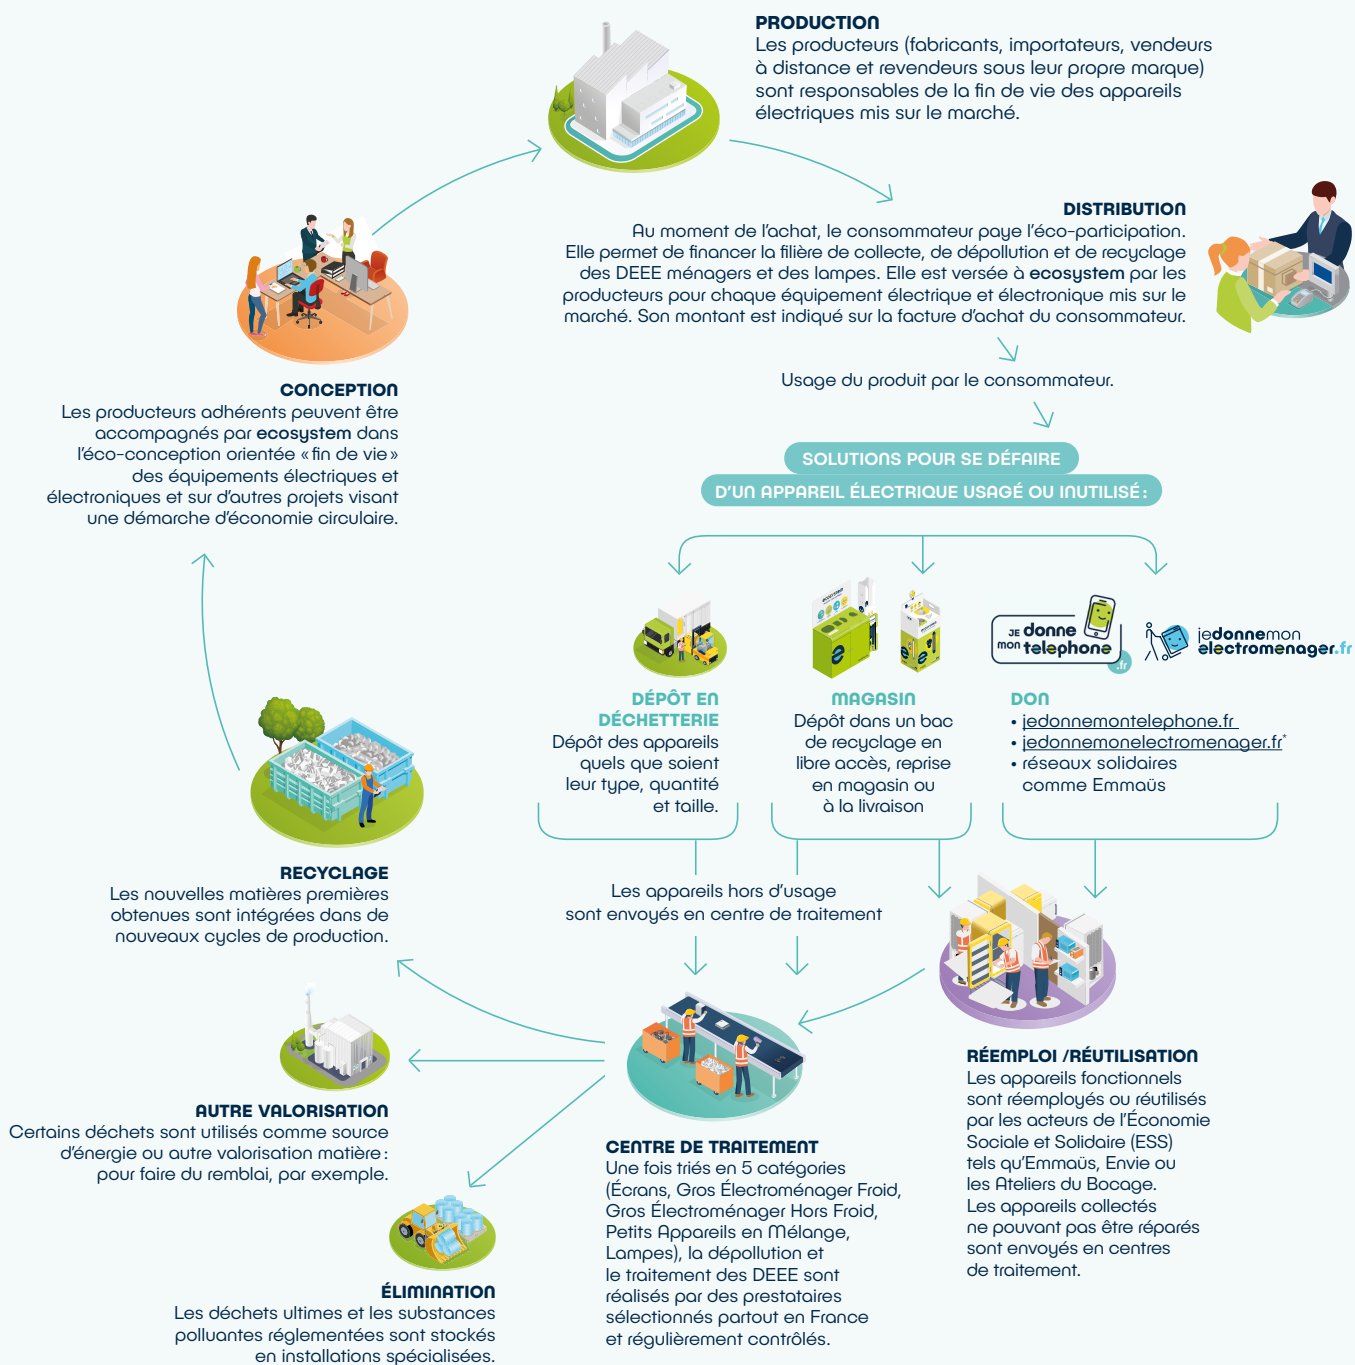 PRODUCTION
Les producteurs (fabricants, importateurs, vendeurs
à distance et revendeurs sous leur propre marque)
sont responsables de la fin de vie des appareils
électriques mis sur le marché.
DISTRIBUTION
Au moment de l'achat, le consommateur paye l'éco-participation.
Elle permet de financer la filière de collecte, de dépollution et de recyclage
des DEEE ménagers et des lampes. Elle est versée à ecosystem par les
producteurs pour chaque équipement électrique et électronique mis sur le
marché. Son montant est indiqué sur la facture d'achat du consommateur.
Usage du produit par le consommateur.
SOLUTIONS POUR SE DÉFAIRE
D'UN APPAREIL ÉLECTRIQUE USAGÉ OU INUTILISÉ :
DÉPÔT EN
DÉCHETTERIE
Dépôt des appareils
quels que soient
leur type, quantité
et taille.
ecosystem
ecosystem
e
e
MAGASIN
Dépôt dans un bac
de recyclage en
libre accès, reprise
en magasin ou
à la livraison
JE donne
mon telephone
.fr
jedonnemon
electromenager.fr
DON
• jedonnemontelephone.fr
• jedonnemonelectromenager.fr*
• réseaux solidaires
comme Emmaüs
Les appareils hors d'usage
sont envoyés en centre de traitement
RÉEMPLOI /RÉUTILISATION
Les appareils fonctionnels
sont réemployés ou réutilisés
par les acteurs de l'Économie
Sociale et Solidaire (ESS)
tels qu'Emmaüs, Envie ou
les Ateliers du Bocage.
Les appareils collectés
ne pouvant pas être réparés
sont envoyés en centres
de traitement.
CENTRE DE TRAITEMENT
Une fois triés en 5 catégories
(Écrans, Gros Électroménager Froid,
Gros Électroménager Hors Froid,
Petits Appareils en Mélange,
Lampes), la dépollution et
le traitement des DEEE sont
réalisés par des prestataires
sélectionnés partout en France
et régulièrement contrôlés.
ÉLIMINATION
Les déchets ultimes et les substances
polluantes réglementées sont stockés
en installations spécialisées.
AUTRE VALORISATION
Certains déchets sont utilisés comme source
d'énergie ou autre valorisation matière :
pour faire du remblai, par exemple.
RECYCLAGE
Les nouvelles matières premières
obtenues sont intégrées dans de
nouveaux cycles de production.
CONCEPTION
Les producteurs adhérents peuvent être
accompagnés par ecosystem dans
l'éco-conception orientée « fin de vie »
des équipements électriques et
électroniques et sur d'autres projets visant
une démarche d'économie circulaire.